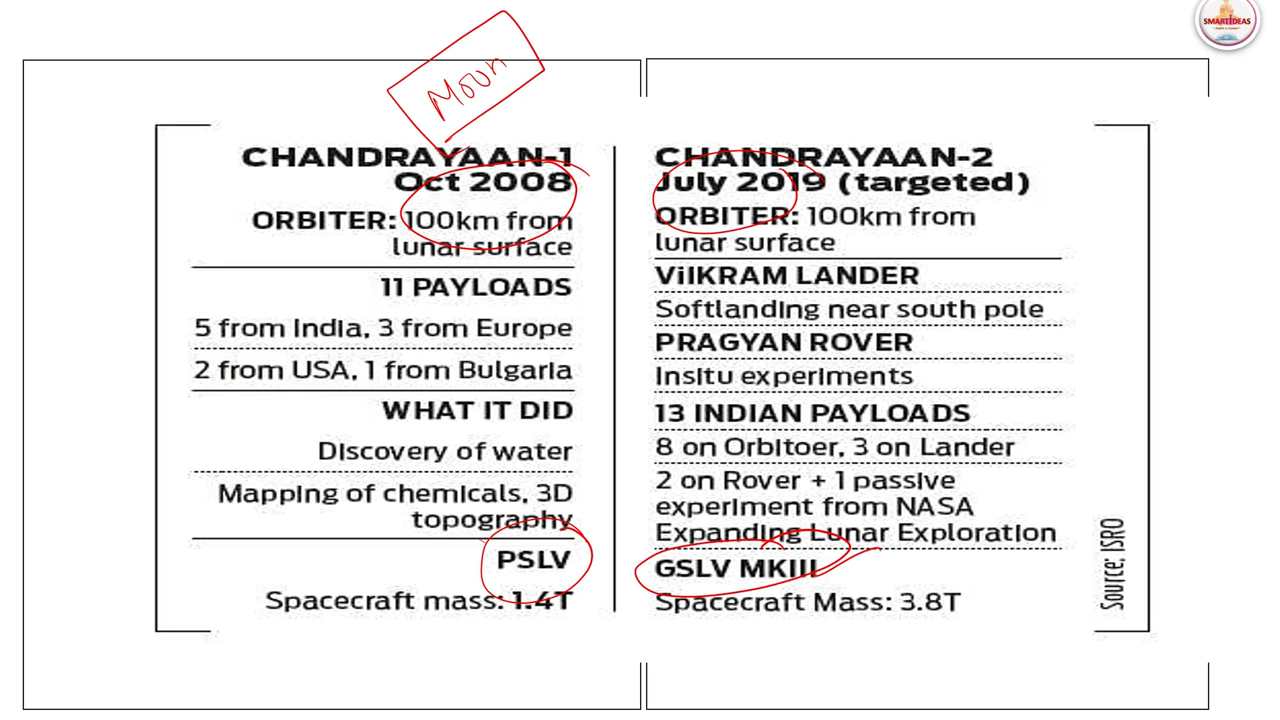 SMARTIDEAS
Moon
CHANDRAYAAN-1
Oct 2008
ORBITER: 100km from
lunar surface
11 PAYLOADS
5 from India, 3 from Europe
2 from USA, 1 from Bulgaria
WHAT IT DID
Discovery of water
Mapping of chemicals, 3D
topography
PSLV
Spacecraft mass: 1.4T
CHANDRAYAAN-2
July 2019 (targeted)
ORBITER: 100km from
lunar surface
ViIKRAM LANDER
Softlanding near south pole
PRAGYAN ROVER
Insitu experiments
13 INDIAN PAYLOADS
8 on Orbitoer, 3 on Lander
2 on Rover + 1 passive
experiment from NASA
Expanding Lunar Exploration
GSLV MKIII
Spacecraft Mass: 3.8T
Source: ISRO